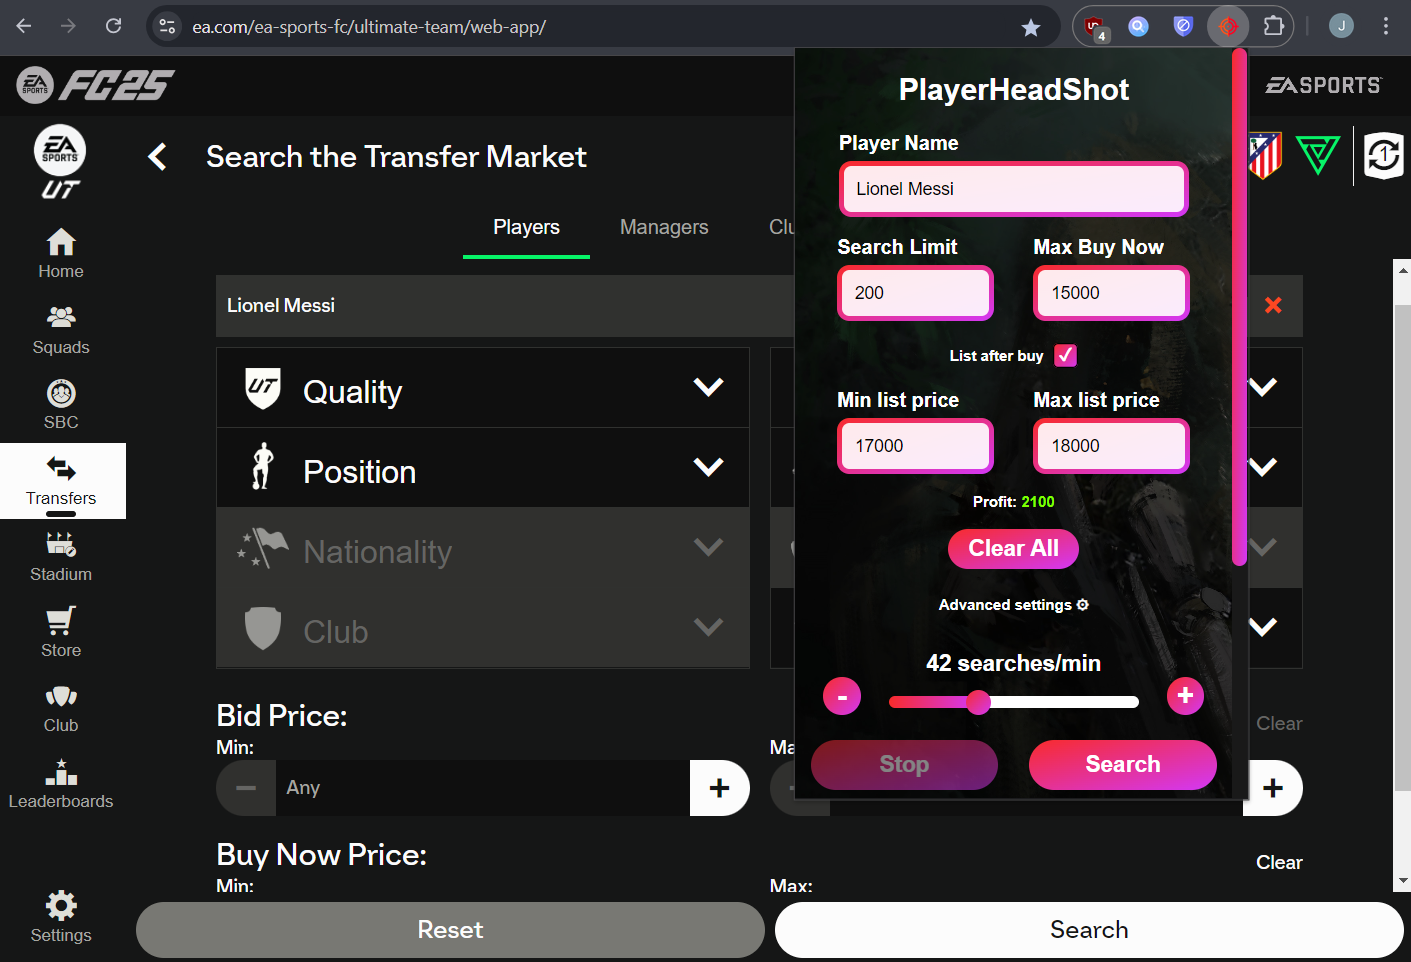 ea.com/ea-sports-fc/ultimate-team/web-app/
4
J
EA SPORTS FC25
EA SPORTS
EA SPORTS
UT
Search the Transfer Market
1
Players
Managers
Clu
Home
Squads
SBC
Transfers
Stadium
Store
Club
Leaderboards
Settings
Lionel Messi
UT
Quality
Position
Nationality
Club
Bid Price:
Clear
Min:
Ma
Any
Buy Now Price:
Clear
Min:
Max:
Reset
Search
PlayerHeadShot
Player Name
Lionel Messi
Search Limit
Max Buy Now
200
15000
List after buy
Min list price
Max list price
17000
18000
Profit: 2100
Clear All
Advanced settings
42 searches/min
-
+
Stop
Search